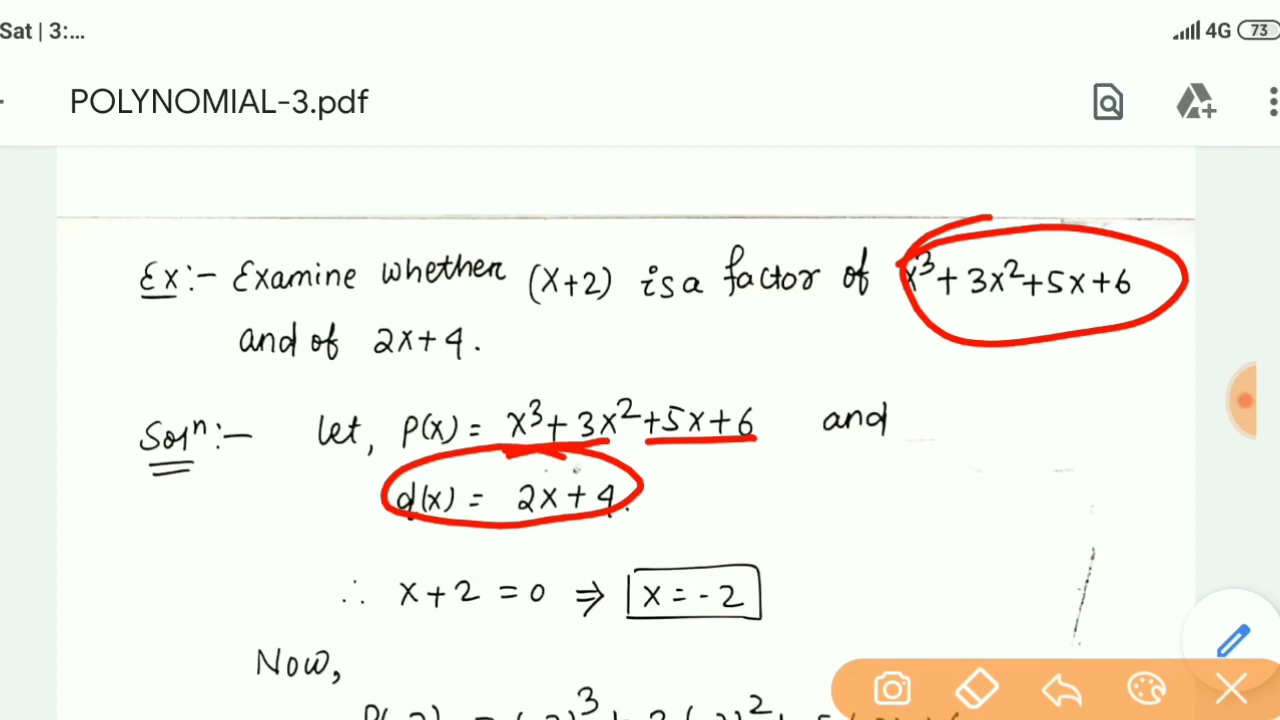 Sat | 3:...
4G 73
POLYNOMIAL-3.pdf
Ex:- Examine whether (x+2) is a factor of x³+3x²+5x+6
and of 2x+4.
Solⁿ:- let, p(x) = x³+3x²+5x+6 and
q(x) = 2x+4.
∴ x+2 = 0 ⇒ x = -2
Now,